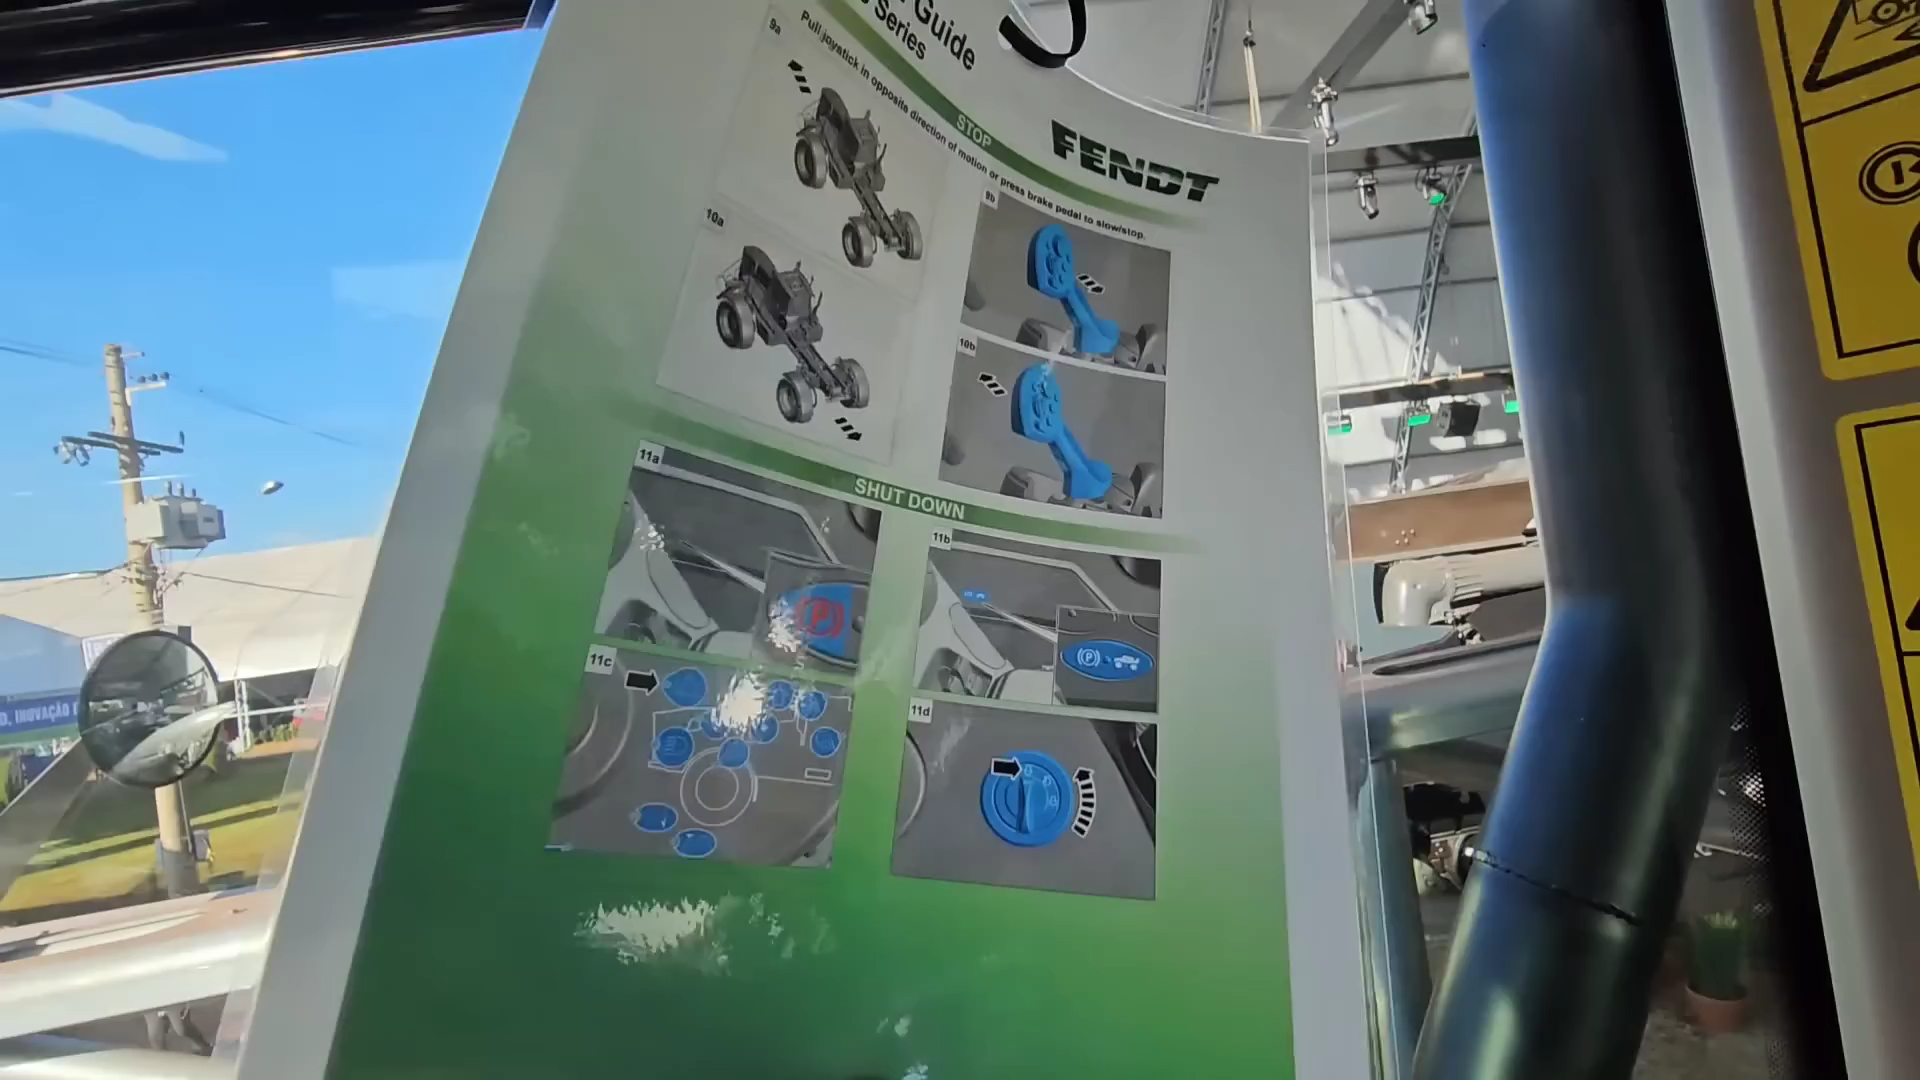 Guide
Series
FENDT
STOP
Pull joystick in opposite direction of motion or press brake pedal to slow/stop.
9a
9b
10a
10b
SHUT DOWN
11a
11b
11c
11d